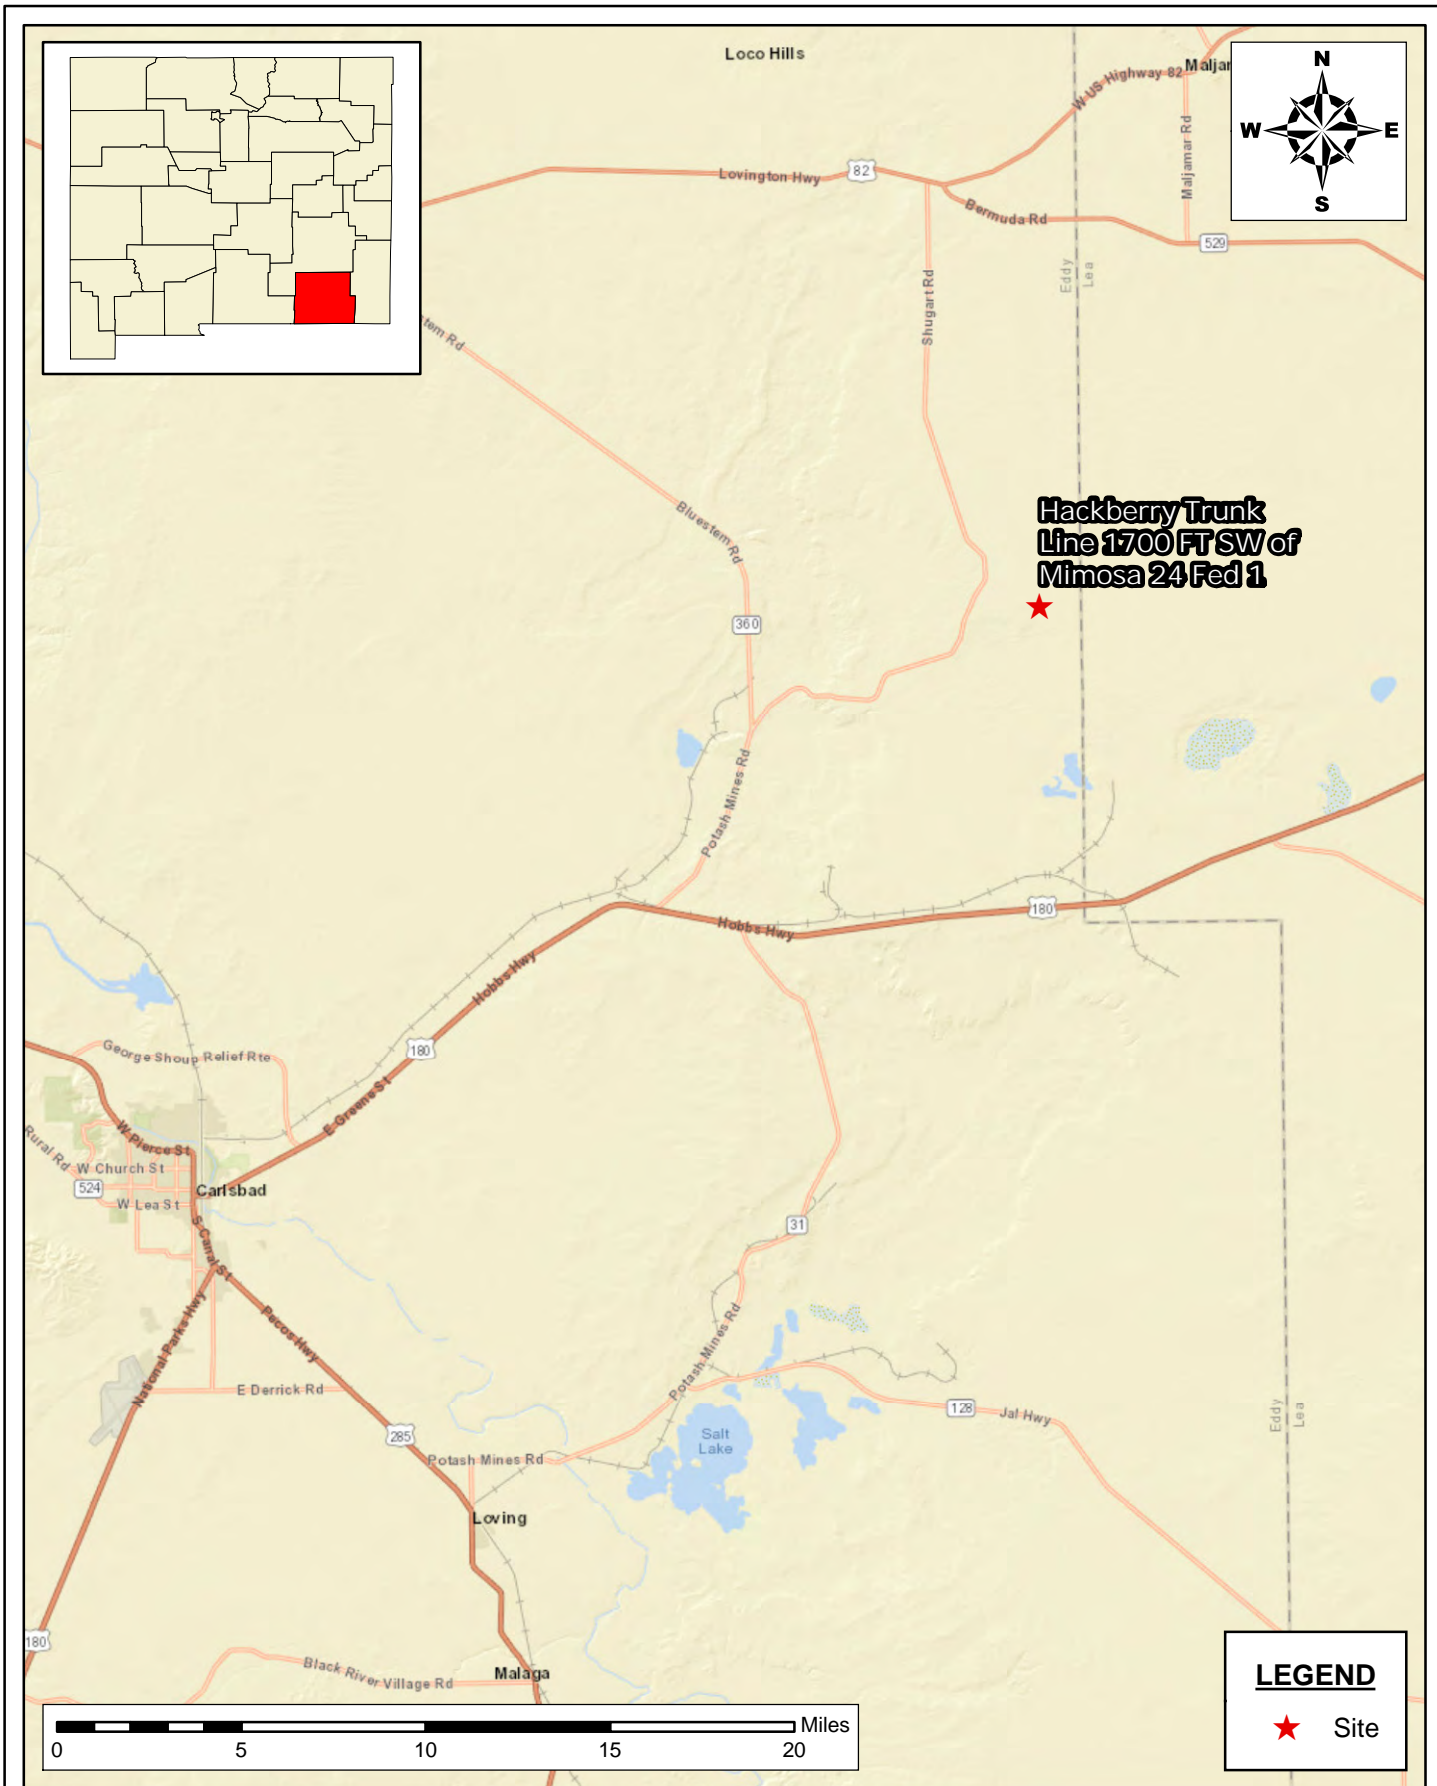 Loco Hills
N
W
E
S
W US Highway 82
Maljar
Maljamar Rd
Lovington Hwy
82
Bermuda Rd
529
Eddy
Lea
Shugart Rd
stem Rd
Hackberry Trunk
Line 1700 FT SW of
Mimosa 24 Fed 1
Bluestem Rd
360
Potash Mines Rd
Hobbs Hwy
180
Hobbs Hwy
180
George Shoup Relief Rte
E Greene St
W Pierce St
Rural Rd
W Church St
524
Carlsbad
W Lea St
S Canal St
31
National Parks Hwy
Pecos Hwy
Potash Mines Rd
E Derrick Rd
128
Jal Hwy
Eddy
Lea
285
Salt
Lake
Potash Mines Rd
Loving
180
Black River Village Rd
Malaga
LEGEND
Site
Miles
0 5 10 15 20